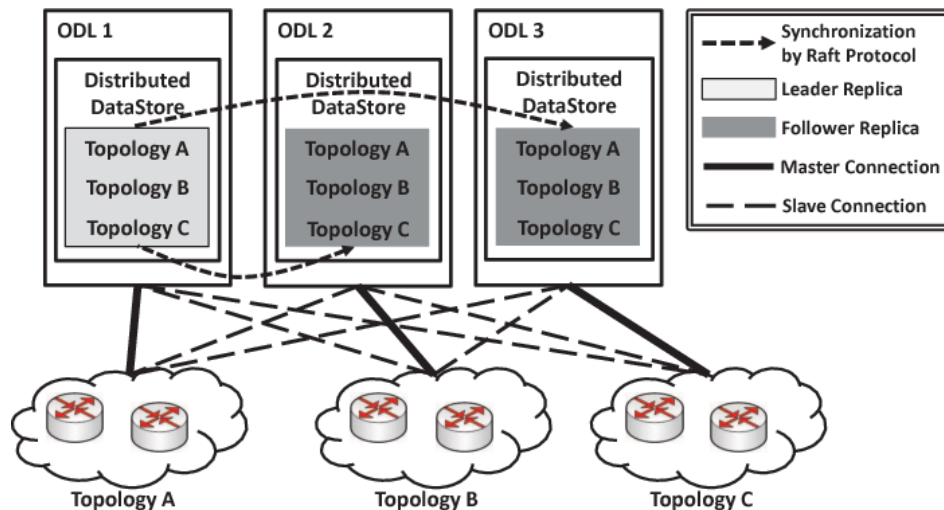 ODL 1
Distributed
DataStore
Topology A
Topology B
Topology C
ODL 2
Distributed
DataStore
Topology A
Topology B
Topology C
ODL 3
Distributed
DataStore
Topology A
Topology B
Topology C
Synchronization
by Raft Protocol
Leader Replica
Follower Replica
Master Connection
Slave Connection
Topology A
Topology B
Topology C